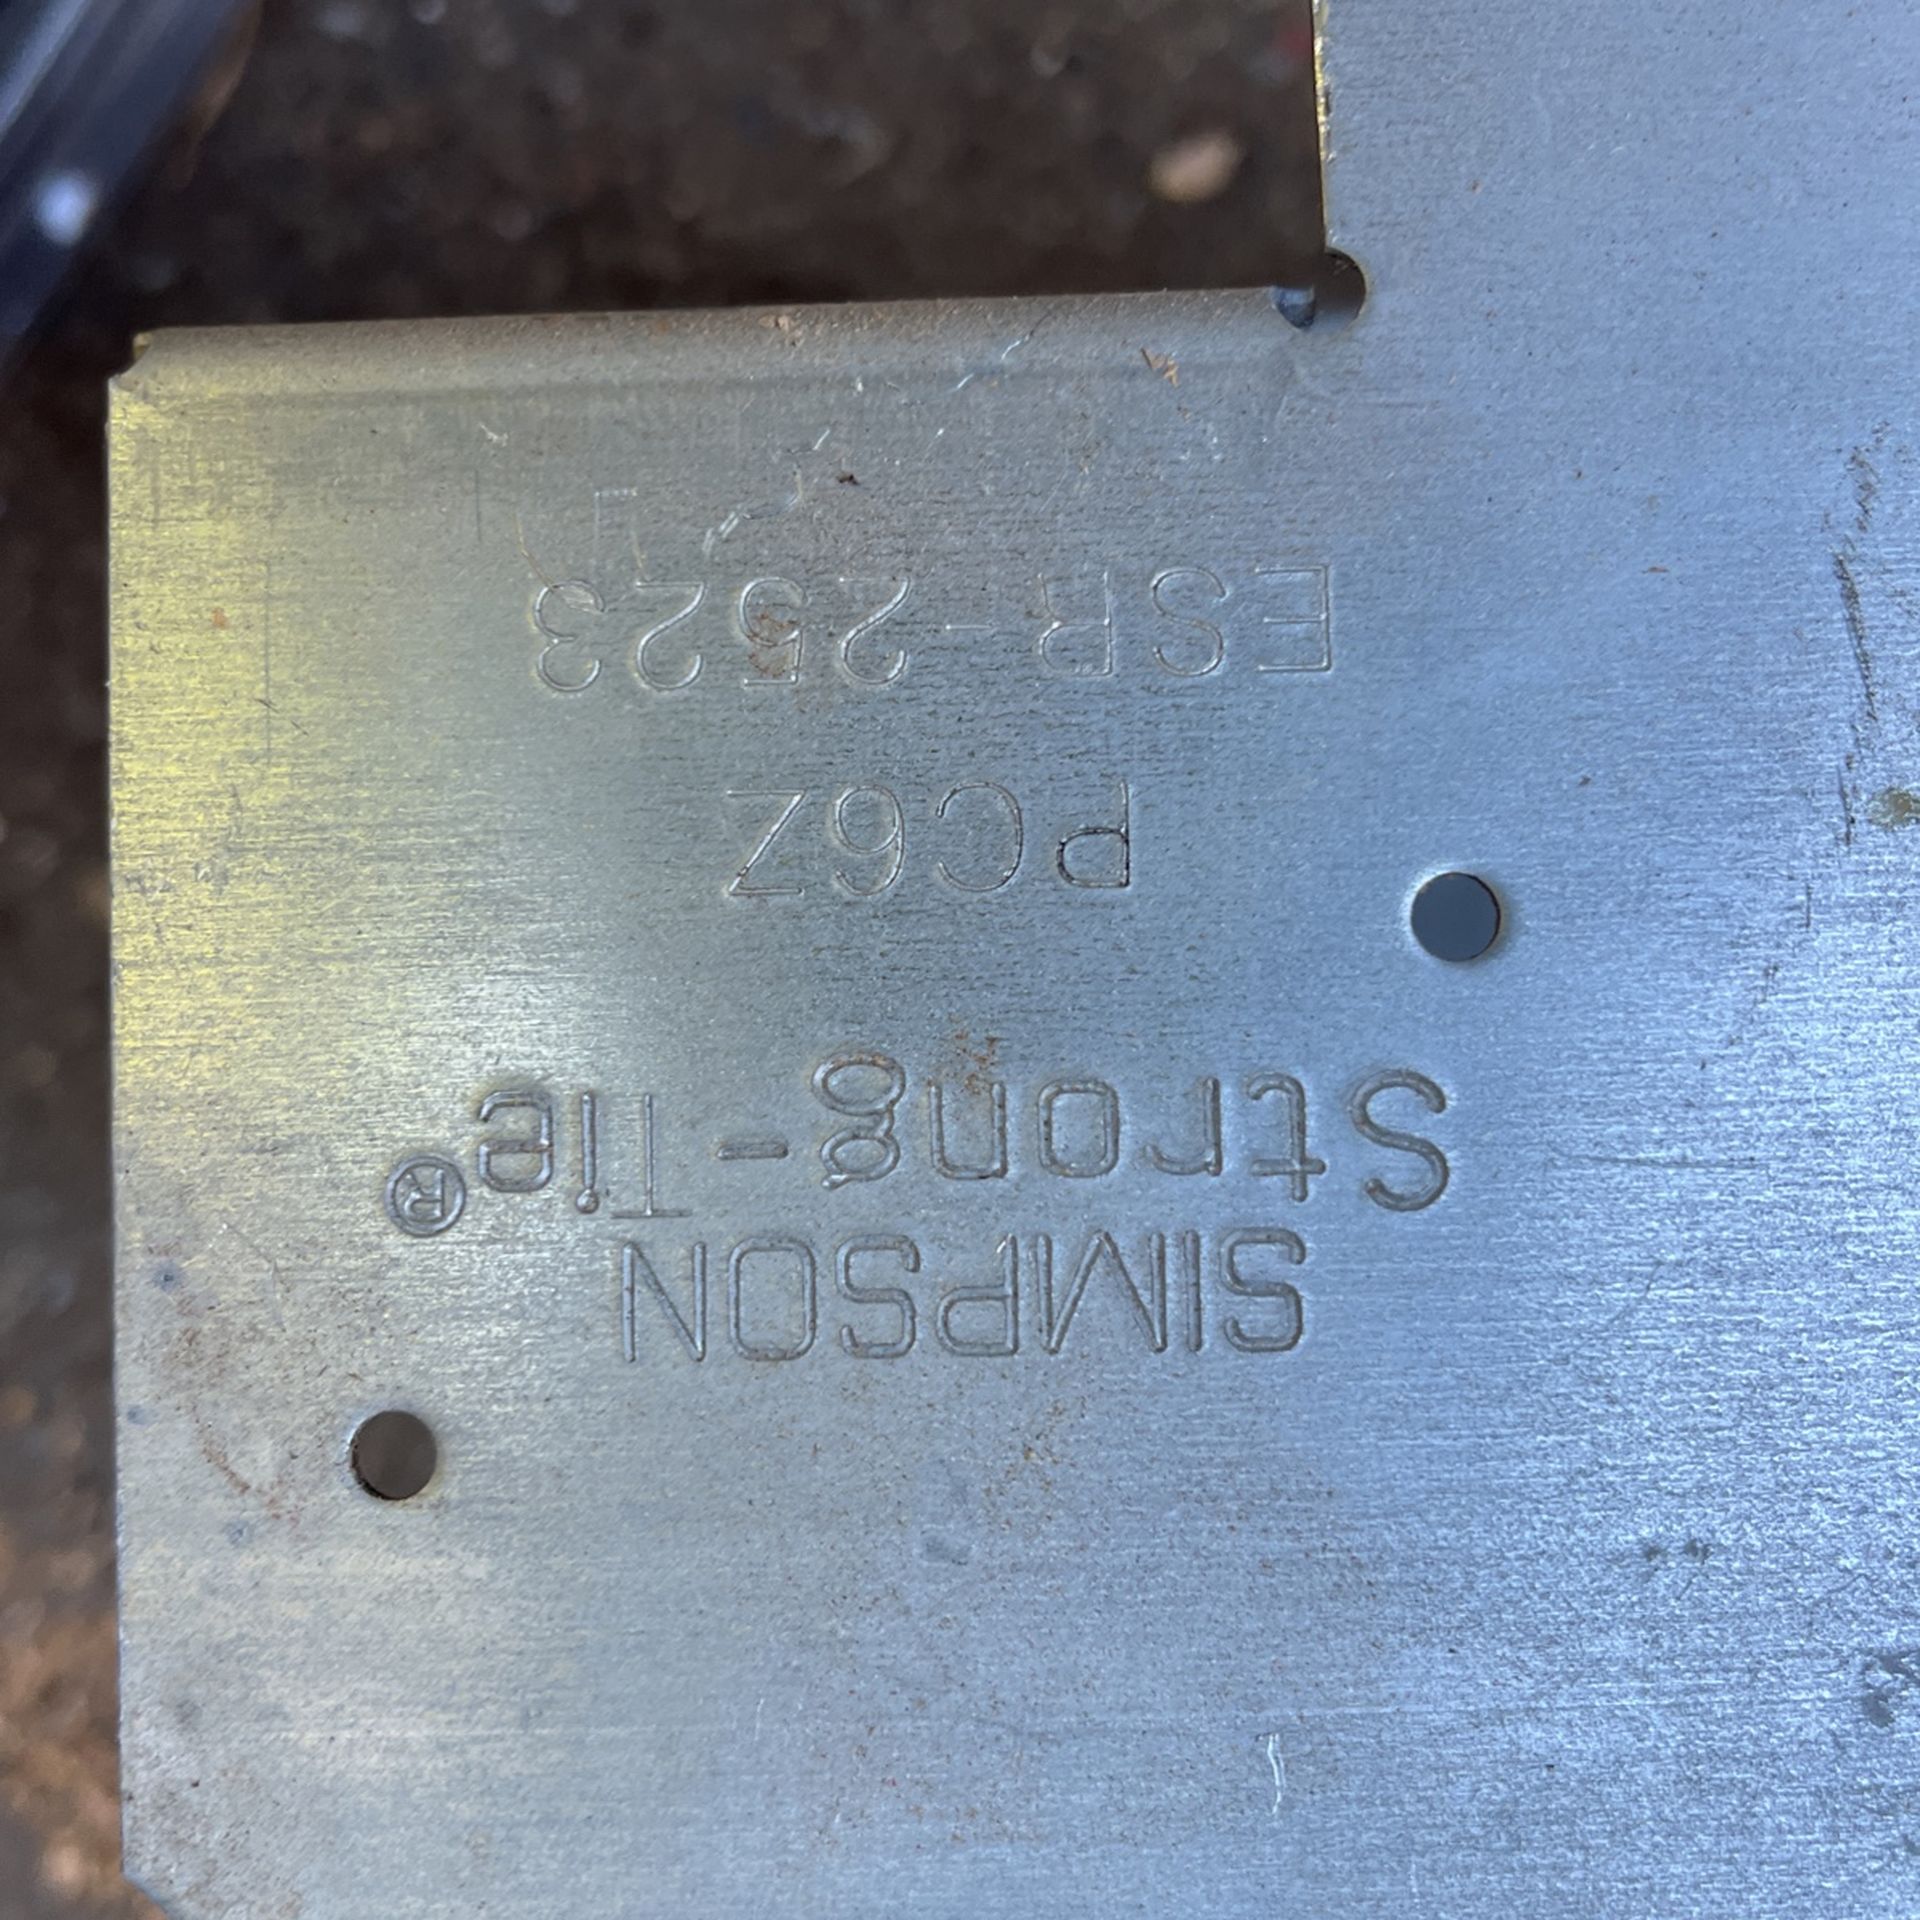 SIMPSON
Strong-Tie®
PC6Z
ESR-2523